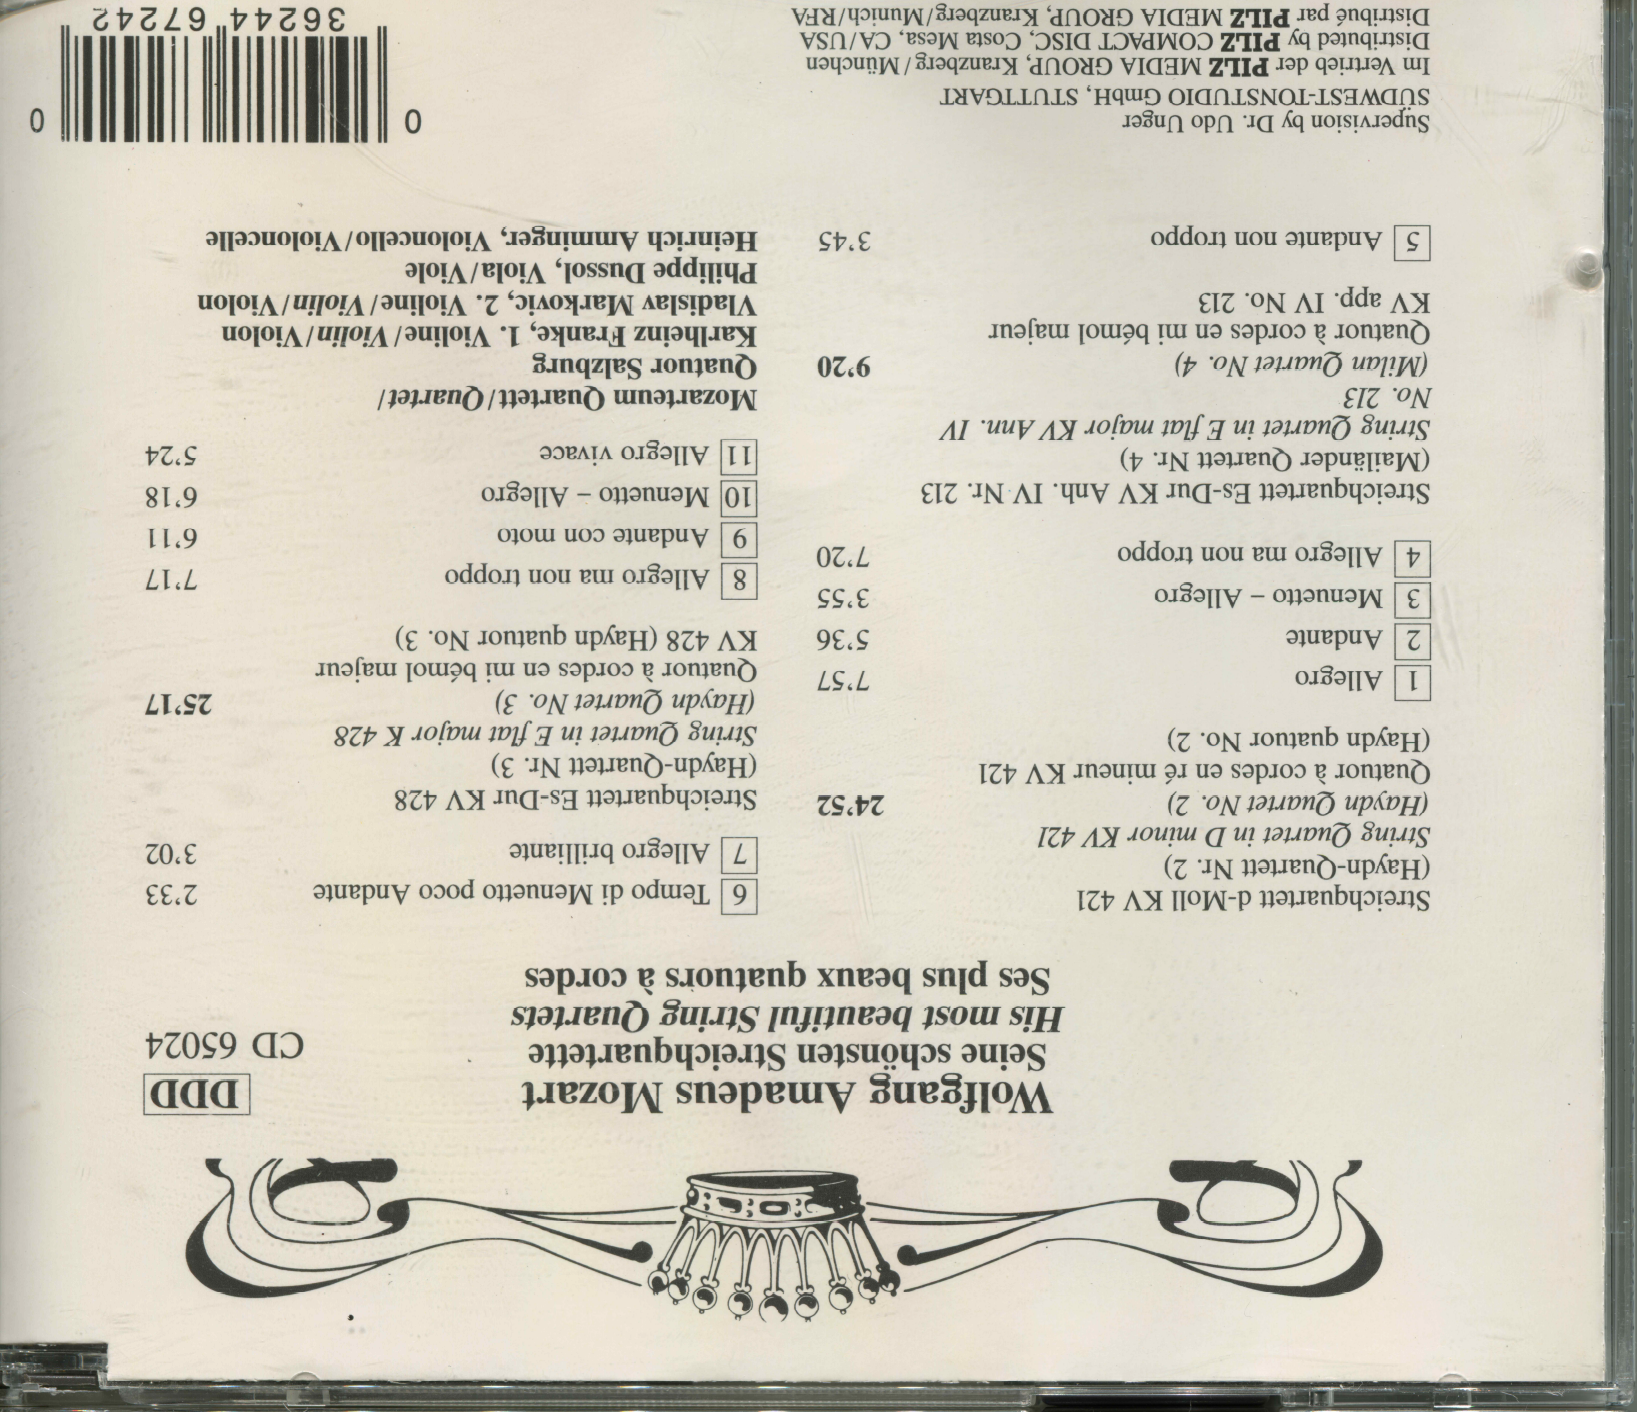 Wolfgang Amadeus Mozart
Seine schönsten Streichquartette
His most beautiful String Quartets
Ses plus beaux quatuors à cordes
DDD
CD 65024
Streichquartett d-Moll KV 421
(Haydn-Quartett Nr. 2)
String Quartet in D minor KV 421
(Haydn Quartet No. 2) 24'52
Quatuor à cordes en ré mineur KV 421
(Haydn quatuor No. 2)
1 Allegro 7'57
2 Andante 5'36
3 Menuetto – Allegro 3'55
4 Allegro ma non troppo 7'20
Streichquartett Es-Dur KV Anh. IV Nr. 213
(Mailänder Quartett Nr. 4)
String Quartet in E flat major KV Ann. IV
No. 213
(Milan Quartet No. 4) 9'20
Quatuor à cordes en mi bémol majeur
KV app. IV No. 213
5 Andante non troppo 3'45
6 Tempo di Menuetto poco Andante 2'33
7 Allegro brilliante 3'02
Streichquartett Es-Dur KV 428
(Haydn-Quartett Nr. 3)
String Quartet in E flat major K 428
(Haydn Quartet No. 3) 25'17
Quatuor à cordes en mi bémol majeur
KV 428 (Haydn quatuor No. 3)
8 Allegro ma non troppo 7'17
9 Andante con moto 6'11
10 Menuetto – Allegro 6'18
11 Allegro vivace 5'24
Mozarteum Quartett/Quartet/
Quatuor Salzburg
Karlheinz Franke, 1. Violine/Violin/Violon
Vladislav Markovic, 2. Violine/Violin/Violon
Philippe Dussol, Viola/Viole
Heinrich Amminger, Violoncello/Violoncelle
Supervision by Dr. Udo Unger
SÜDWEST-TONSTUDIO GmbH, STUTTGART
Im Vertrieb der PILZ MEDIA GROUP, Kranzberg/München
Distributed by PILZ COMPACT DISC, Costa Mesa, CA/USA
Distribué par PILZ MEDIA GROUP, Kranzberg/Munich/RFA
0 36244 67242 0